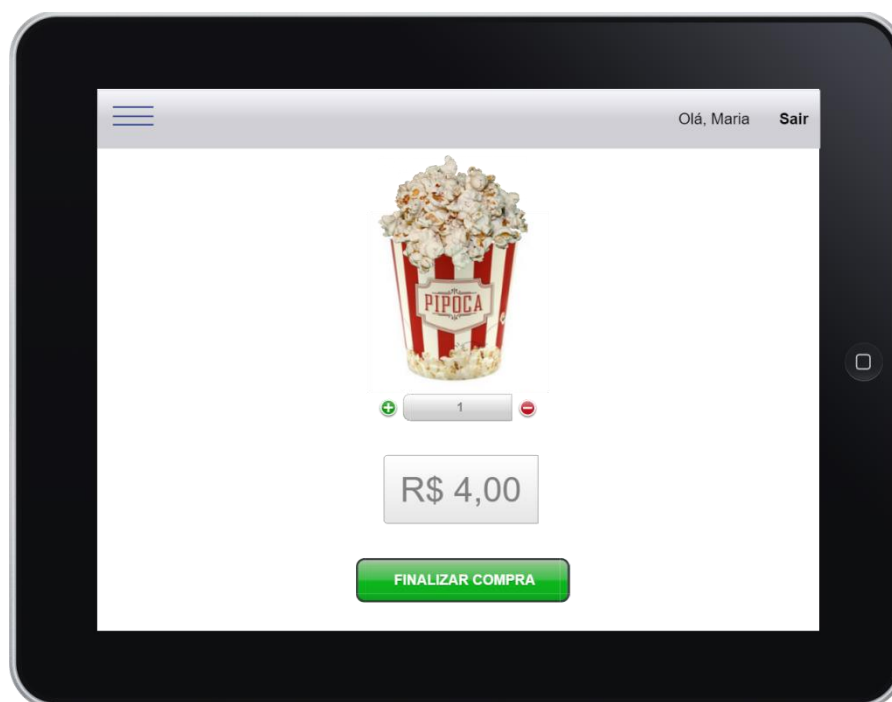 Olá, Maria Sair
PIPOCA
1
R$ 4,00
FINALIZAR COMPRA